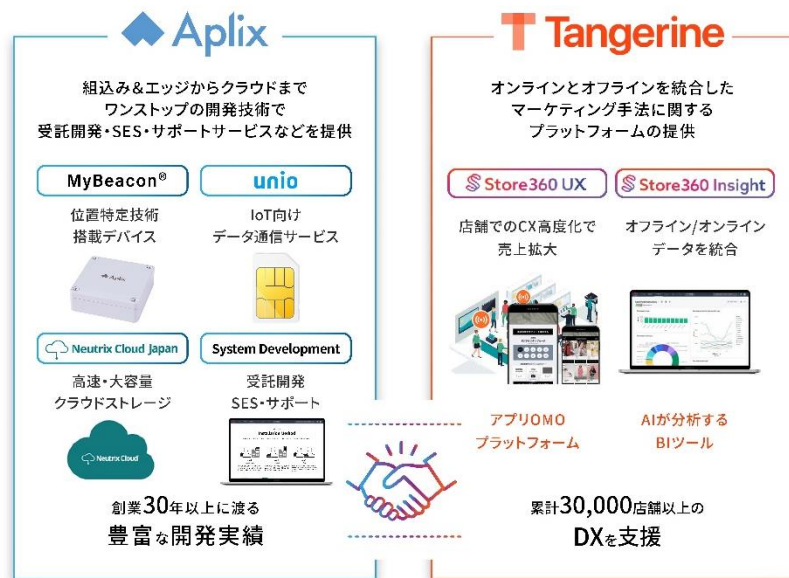 Aplix
組込み&エッジからクラウドまで
ワンストップの開発技術で
受託開発・SES・サポートサービスなどを提供
MyBeacon®
unio
位置特定技術
搭載デバイス
IoT向け
データ通信サービス
Aplix
Neutrix Cloud Japan
System Development
高速・大容量
クラウドストレージ
受託開発
SES・サポート
Neutrix Cloud
創業30年以上に渡る
豊富な開発実績
Tangerine
オンラインとオフラインを統合した
マーケティング手法に関する
プラットフォームの提供
Store360 UX
Store360 Insight
店舗でのCX高度化で
売上拡大
オフライン/オンライン
データを統合
アプリOMO
プラットフォーム
AIが分析する
BIツール
累計30,000店舗以上の
DXを支援